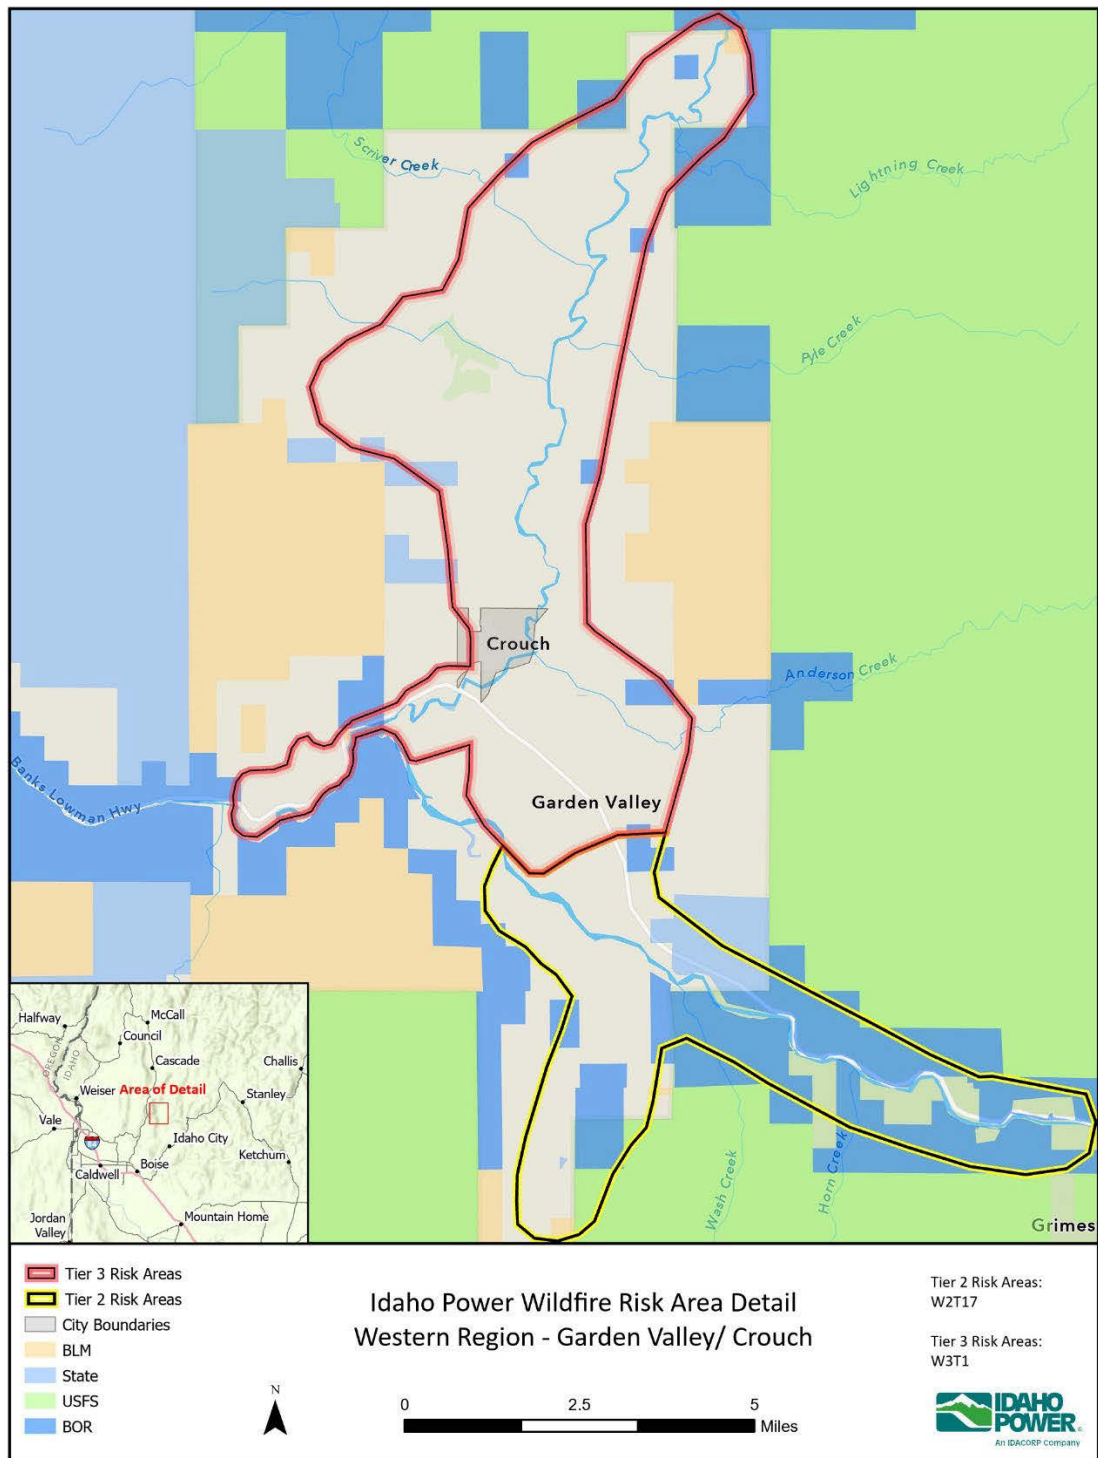 Scriver Creek
Lightning Creek
Pyle Creek
Crouch
Anderson Creek
Banks Lowman Hwy
Garden Valley
Wash Creek
Horn Creek
Grimes
Halfway
McCall
Council
OREGON
IDAHO
Cascade
Challis
Weiser
Area of Detail
Stanley
Vale
Idaho City
Ketchum
Caldwell
Boise
Mountain Home
Jordan
Valley
Tier 3 Risk Areas
Tier 2 Risk Areas
City Boundaries
BLM
State
USFS
BOR
Idaho Power Wildfire Risk Area Detail
Western Region - Garden Valley/ Crouch
N
0 2.5 5
Miles
Tier 2 Risk Areas:
W2T17
Tier 3 Risk Areas:
W3T1
IDAHO
POWER
An IDACORP Company